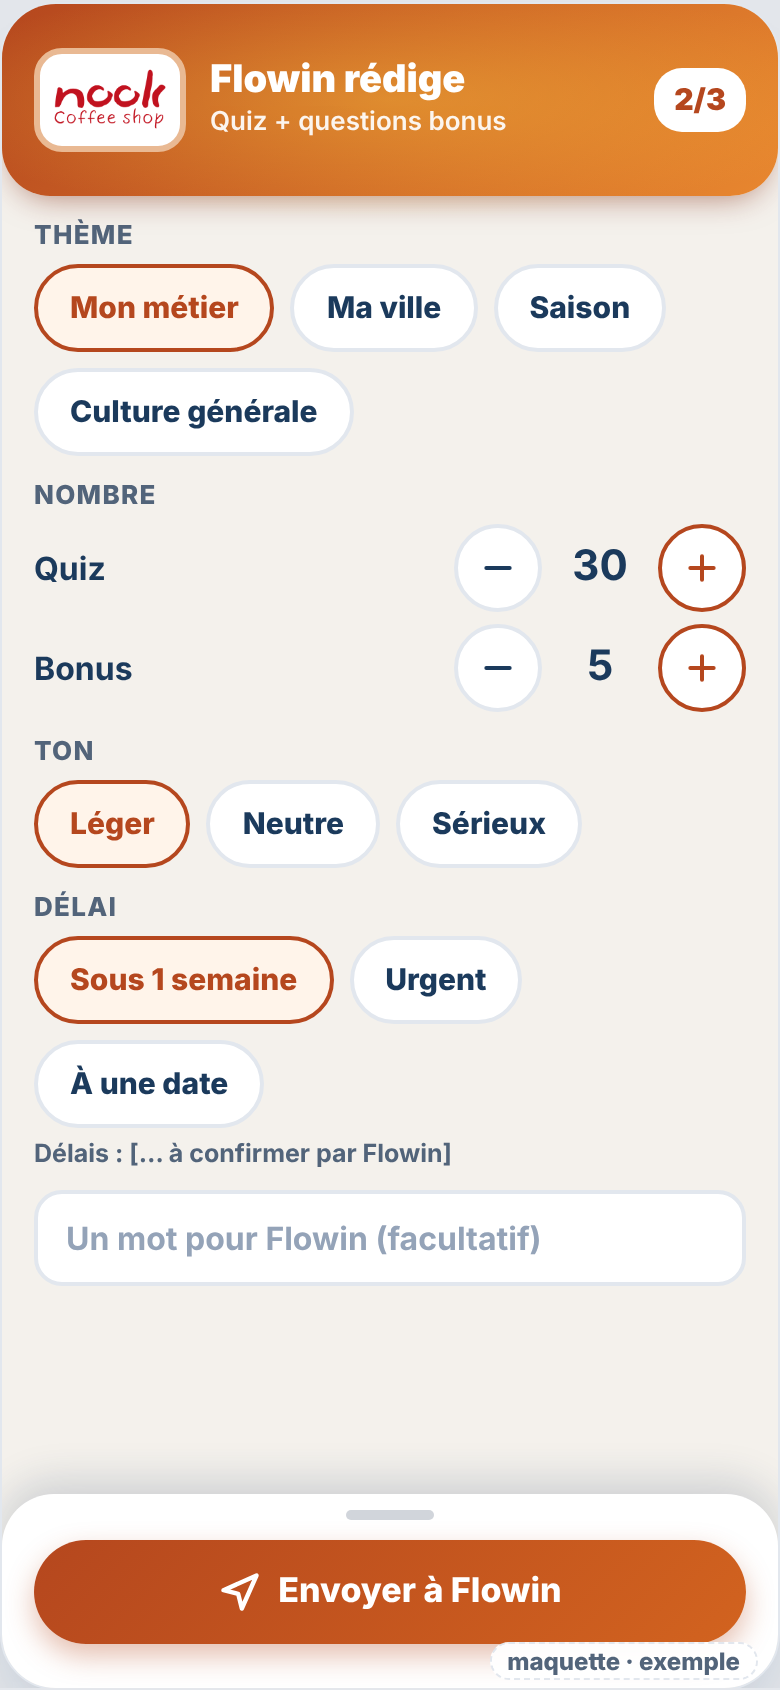 nook
Coffee shop
Flowin rédige
Quiz + questions bonus
2/3
THÈME
Mon métier
Ma ville
Saison
Culture générale
NOMBRE
Quiz
− 30 +
Bonus
− 5 +
TON
Léger
Neutre
Sérieux
DÉLAI
Sous 1 semaine
Urgent
À une date
Délais : [… à confirmer par Flowin]
Un mot pour Flowin (facultatif)
Envoyer à Flowin
maquette · exemple